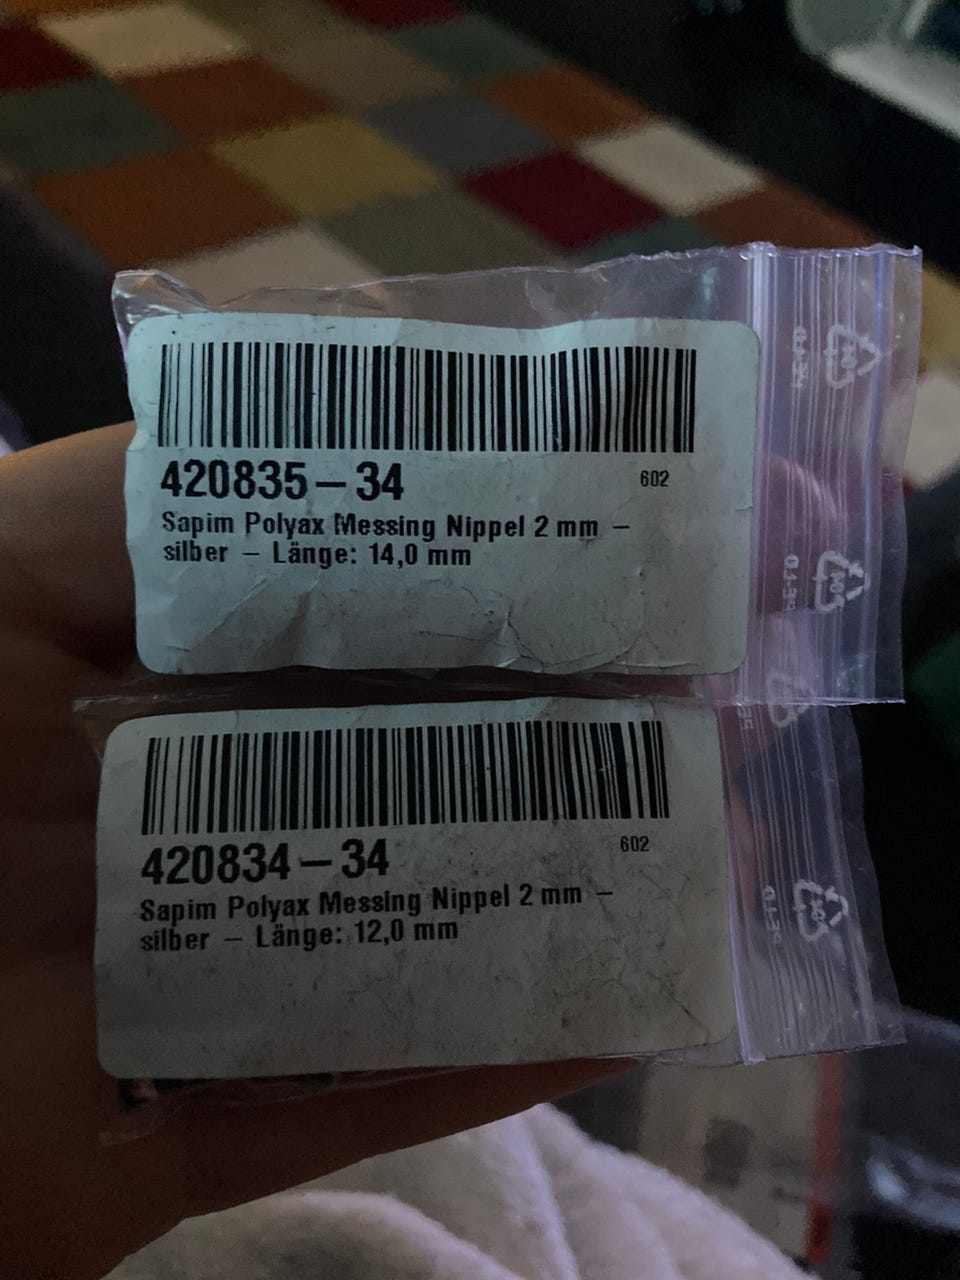 420835-34
602
Sapim Polyax Messing Nippel 2 mm -
silber - Länge: 14,0 mm
420834-34
602
Sapim Polyax Messing Nippel 2 mm -
silber - Länge: 12,0 mm